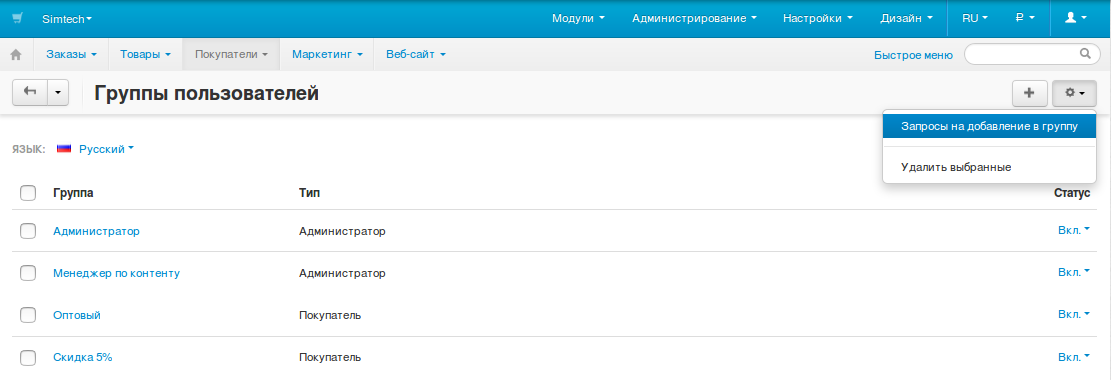 Simtech Модули Администрирование Настройки Дизайн RU ₽
Заказы Товары Покупатели Маркетинг Веб-сайт Быстрое меню
Группы пользователей
Запросы на добавление в группу
ЯЗЫК: Русский
Удалить выбранные
Группа Тип Статус
Администратор Администратор Вкл.
Менеджер по контенту Администратор Вкл.
Оптовый Покупатель Вкл.
Скидка 5% Покупатель Вкл.